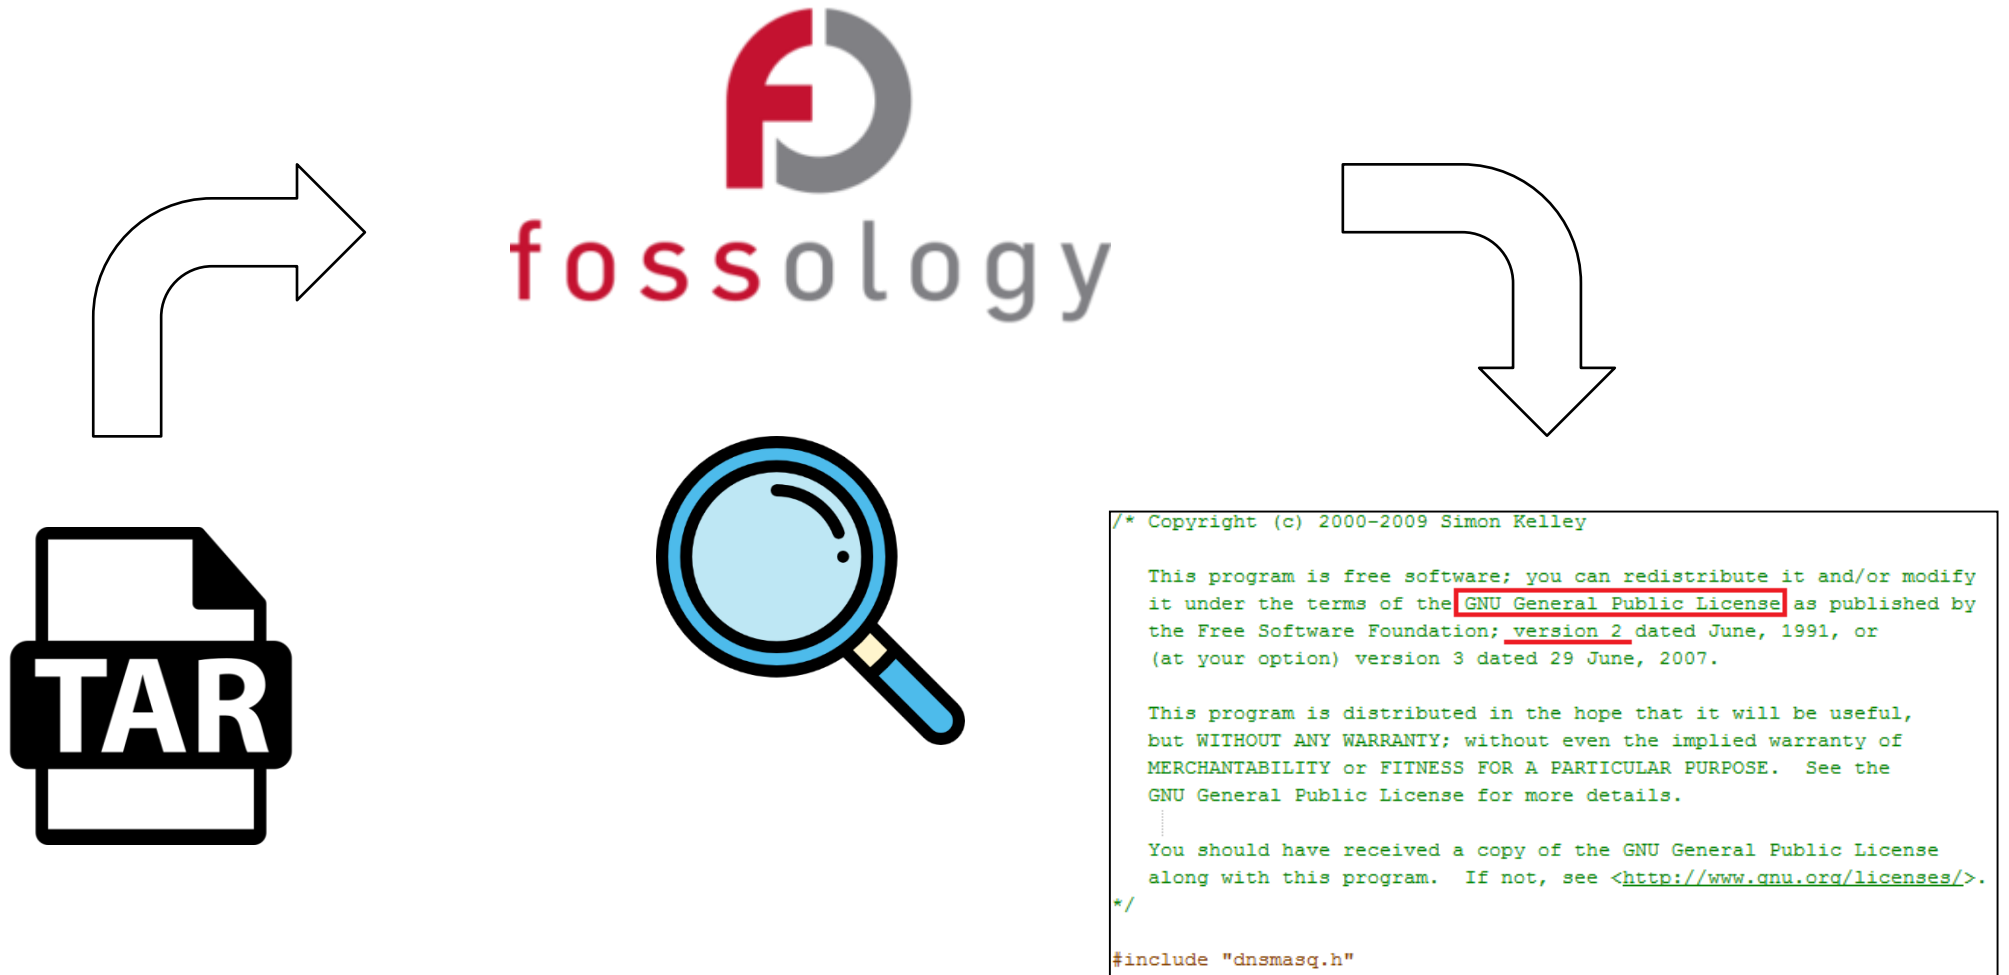 fossology
TAR
/* Copyright (c) 2000-2009 Simon Kelley
This program is free software; you can redistribute it and/or modify
it under the terms of the GNU General Public License as published by
the Free Software Foundation; version 2 dated June, 1991, or
(at your option) version 3 dated 29 June, 2007.
This program is distributed in the hope that it will be useful,
but WITHOUT ANY WARRANTY; without even the implied warranty of
MERCHANTABILITY or FITNESS FOR A PARTICULAR PURPOSE.  See the
GNU General Public License for more details.
You should have received a copy of the GNU General Public License
along with this program.  If not, see <http://www.gnu.org/licenses/>.
*/
#include "dnsmasq.h"